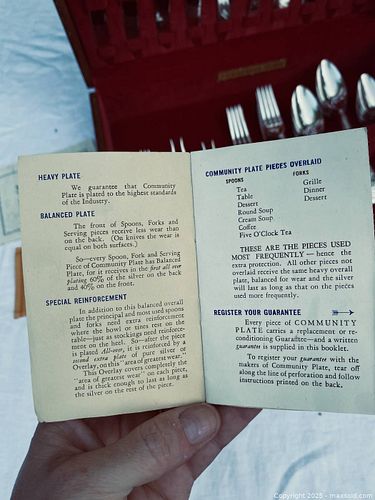 HEAVY PLATE
We guarantee that Community
Plate is plated to the highest standards
of the Industry.
BALANCED PLATE
The front of Spoons, Forks and
Serving pieces receive less wear than
on the back. (On knives the wear is
equal on both surfaces.)
So—every Spoon, Fork and Serving
Piece of Community Plate has Balanced
Plate, for it receives in the first all over
plating 60% of the silver on the back
and 40% on the front.
SPECIAL REINFORCEMENT
In addition to this balanced overall
plate the principal and most used spoons
and forks need extra reinforcement
where the bowl or tines rest on the
table—just as stockings need reinforce-
ment on the heel. So—after the piece
is plated All-over, it is reinforced by a
second extra plate of pure silver or
Overlay, on this "area of greatest wear."
This Overlay covers completely the
"area of greatest wear" on each piece,
and is thick enough to last as long as
the silver on the rest of the piece.
COMMUNITY PLATE PIECES OVERLAID
SPOONS FORKS
Tea Grille
Table Dinner
Dessert Dessert
Round Soup
Cream Soup
Coffee
Five O'Clock Tea
THESE ARE THE PIECES USED
MOST FREQUENTLY — hence the
extra protection. All other pieces not
overlaid receive the same heavy overall
plate, balanced for wear and the silver
will last as long as that on the pieces
used more frequently.
REGISTER YOUR GUARANTEE
Every piece of COMMUNITY
PLATE carries a replacement or re-
conditioning Guarantee—and a written
guarantee is supplied in this booklet.
To register your guarantee with the
makers of Community Plate, tear off
along the line of perforation and follow
instructions printed on the back.
Copyright 2025 - maxsold.com